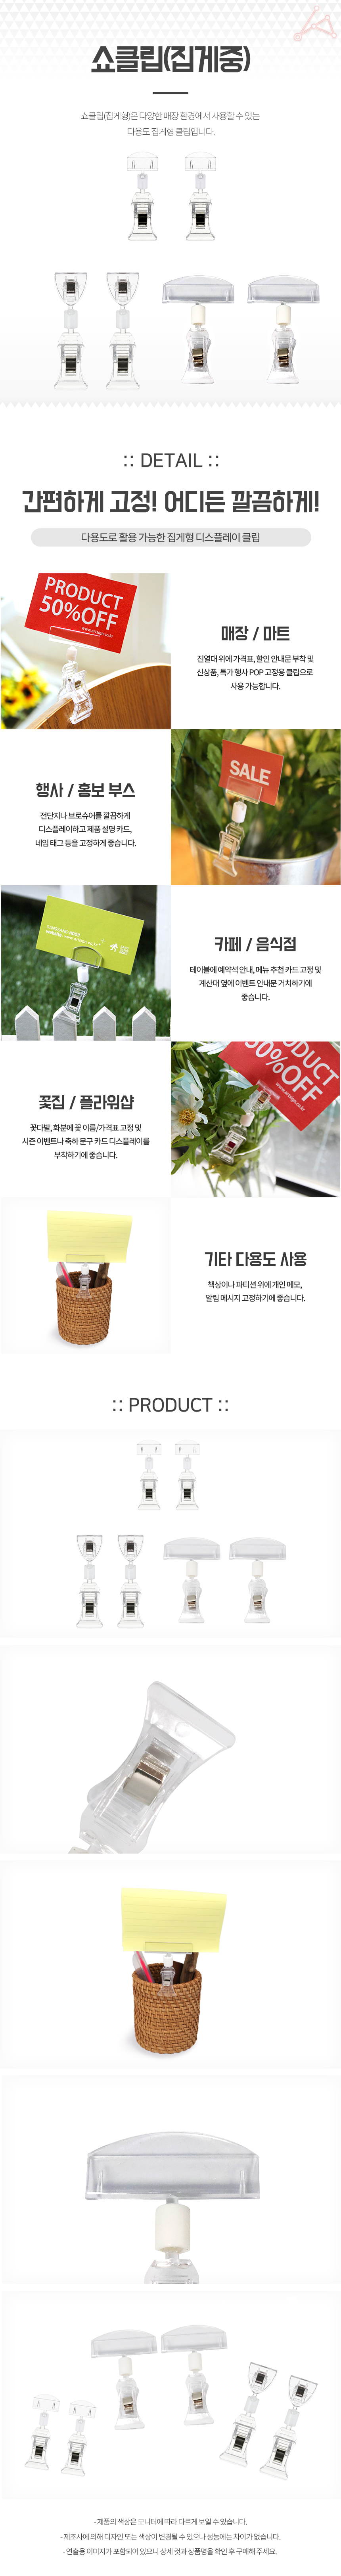 쇼클립(집게중)
쇼클립(집게형)은 다양한 매장 환경에서 사용할 수 있는
다용도 집게형 클립입니다.
:: DETAIL ::
간편하게 고정! 어디든 깔끔하게!
다용도로 활용 가능한 집게형 디스플레이 클립
PRODUCT
50%OFF
매장 / 마트
진열대 위에 가격표, 할인 안내문 부착 및
신상품, 특가 행사 POP 고정용 클립으로
사용 가능합니다.
행사 / 홍보 부스
전단지나 브로슈어를 깔끔하게
디스플레이하고 제품 설명 카드,
네임 태그 등을 고정하게 좋습니다.
SALE
카페 / 음식점
테이블에 예약석 안내, 메뉴 추천 카드 고정 및
계산대 옆에 이벤트 안내문 거치하기에
좋습니다.
꽃집 / 플라워샵
꽃다발, 화분에 꽃 이름/가격표 고정 및
시즌 이벤트나 축하 문구 카드 디스플레이를
부착하기에 좋습니다.
DUCT
50%OFF
기타 다용도 사용
책상이나 파티션 위에 개인 메모,
알림 메시지 고정하기에 좋습니다.
:: PRODUCT ::
- 제품의 색상은 모니터에 따라 다르게 보일 수 있습니다.
- 제조사에 의해 디자인 또는 색상이 변경될 수 있으나 성능에는 차이가 없습니다.
- 연출용 이미지가 포함되어 있으니 상세 컷과 상품명을 확인 후 구매해 주세요.